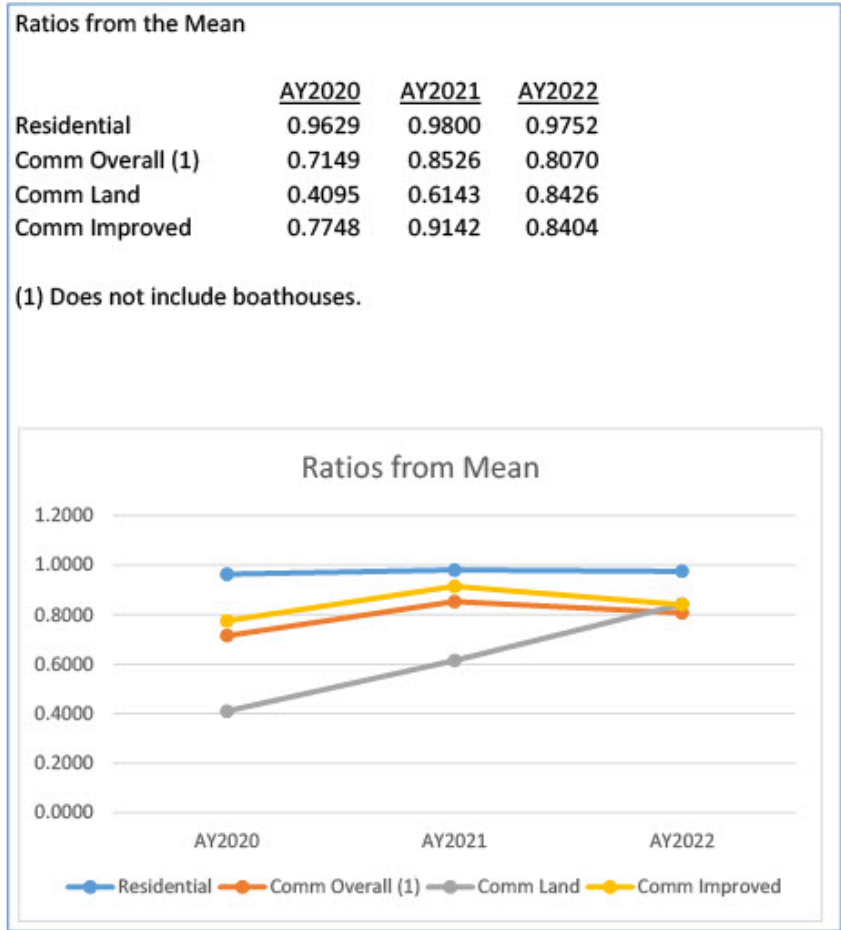 Ratios from the Mean
AY2020 AY2021 AY2022
Residential 0.9629 0.9800 0.9752
Comm Overall (1) 0.7149 0.8526 0.8070
Comm Land 0.4095 0.6143 0.8426
Comm Improved 0.7748 0.9142 0.8404
(1) Does not include boathouses.
Ratios from Mean
1.2000
1.0000
0.8000
0.6000
0.4000
0.2000
0.0000
AY2020 AY2021 AY2022
Residential Comm Overall (1) Comm Land Comm Improved